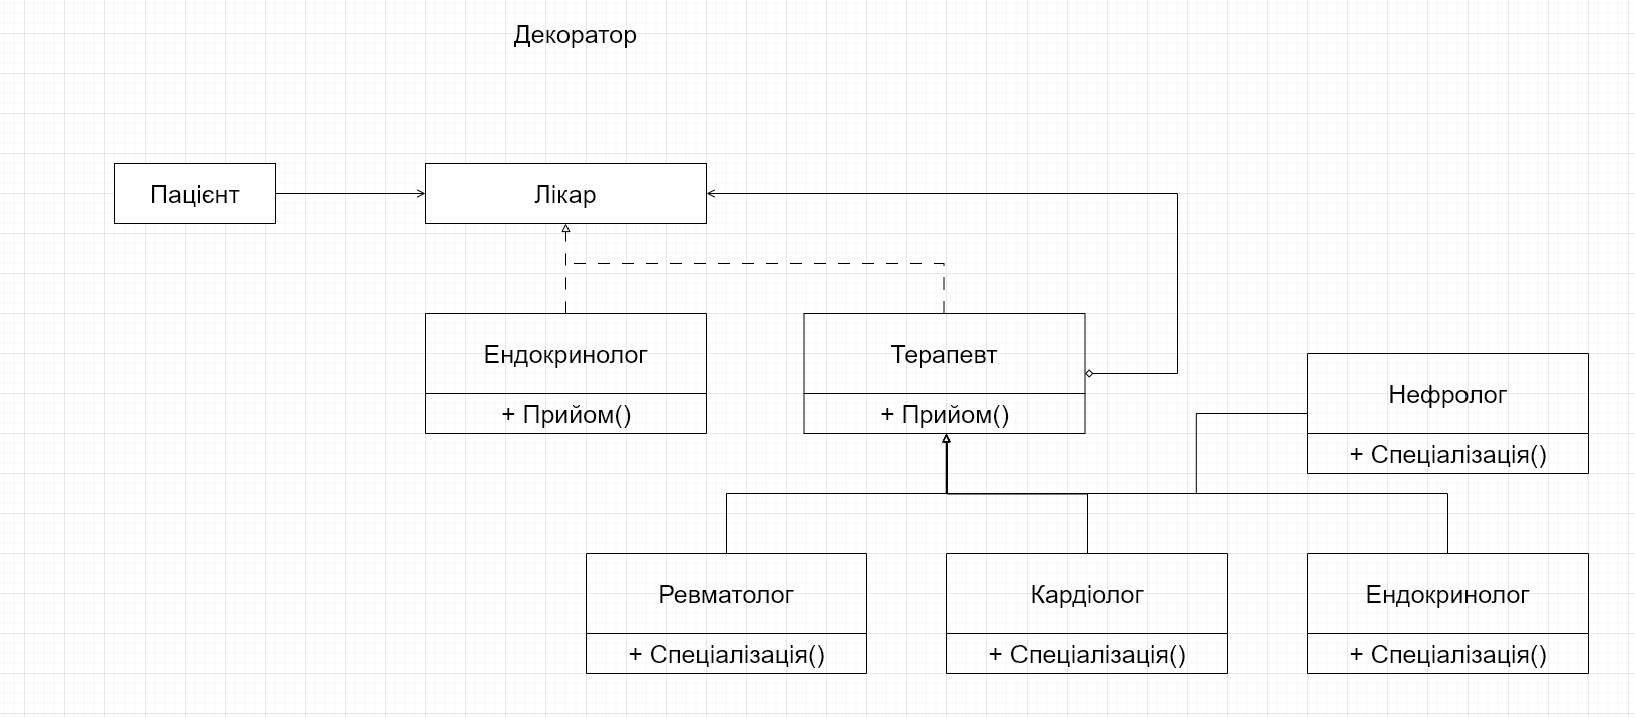 Декоратор
Пацієнт
Лікар
Ендокринолог
+ Прийом()
Терапевт
+ Прийом()
Нефролог
+ Спеціалізація()
Ревматолог
+ Спеціалізація()
Кардіолог
+ Спеціалізація()
Ендокринолог
+ Спеціалізація()